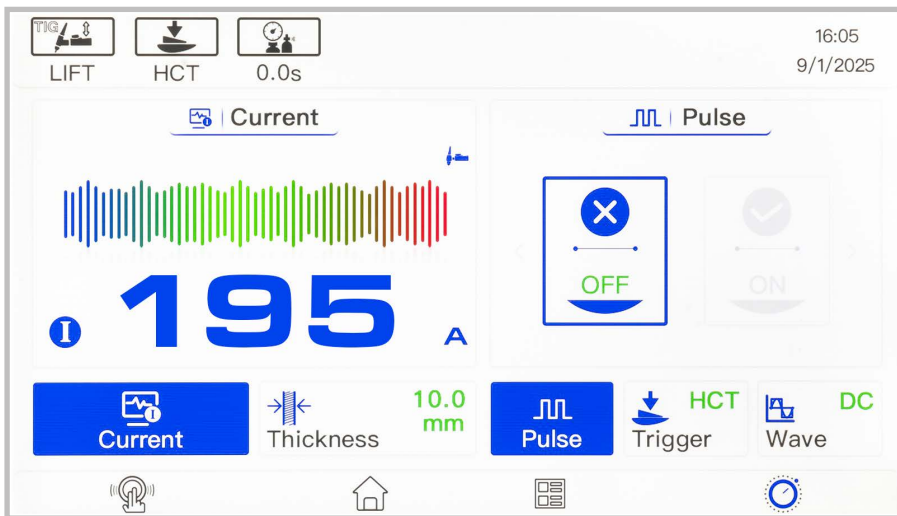 TIG
LIFT
HCT
0.0s
16:05
9/1/2025
Current
Pulse
I 195 A
OFF
ON
Current
Thickness
10.0
mm
Pulse
HCT
Trigger
DC
Wave